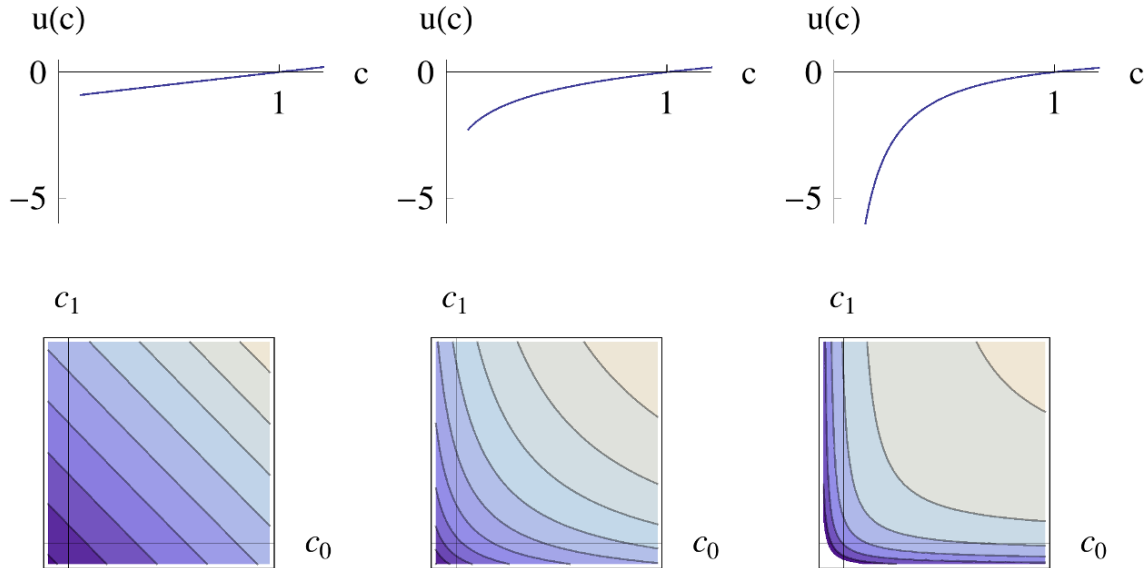 u(c) u(c) u(c)
0 c 0 c 0 c
1 1 1
−5 −5 −5
c₁ c₁ c₁
c₀ c₀ c₀